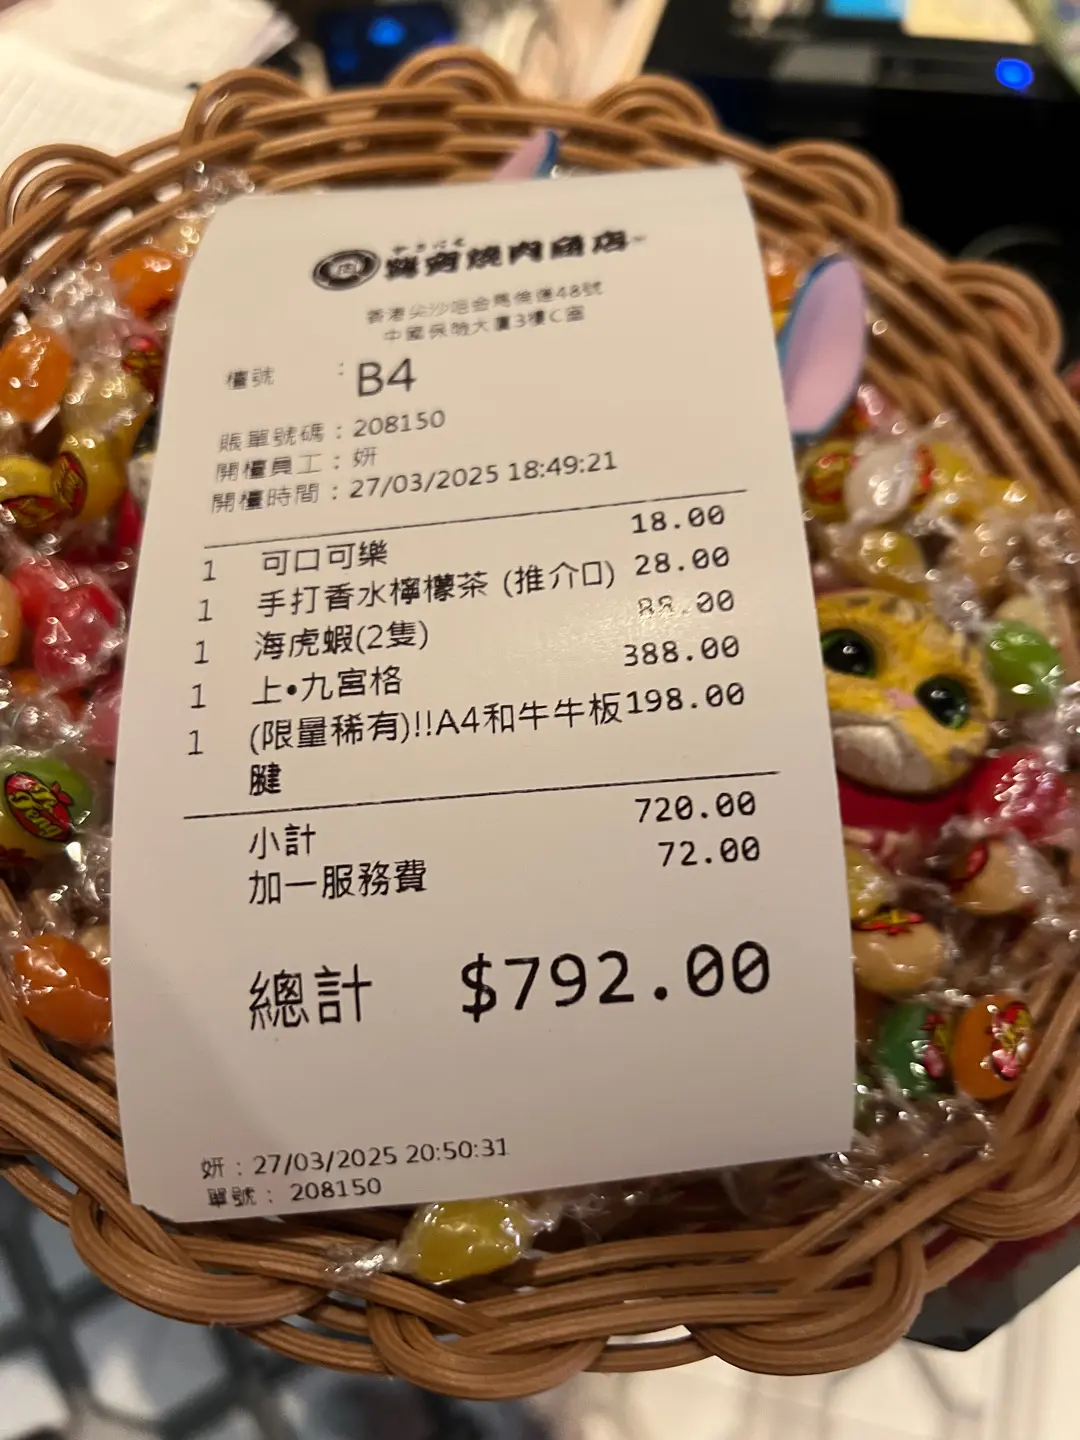 燒肉商店
香港尖沙咀金馬倫道48號
中國保險大廈3樓C室
檯號 : B4
賬單號碼 : 208150
開檯員工 : 妍
開檯時間 : 27/03/2025 18:49:21
1 可口可樂 18.00
1 手打香水檸檬茶 (推介口) 28.00
1 海虎蝦(2隻) 88.00
1 上•九宮格 388.00
1 (限量稀有)!!A4和牛牛板 198.00
腱
小計 720.00
加一服務費 72.00
總計 $792.00
妍 : 27/03/2025 20:50:31
單號 : 208150